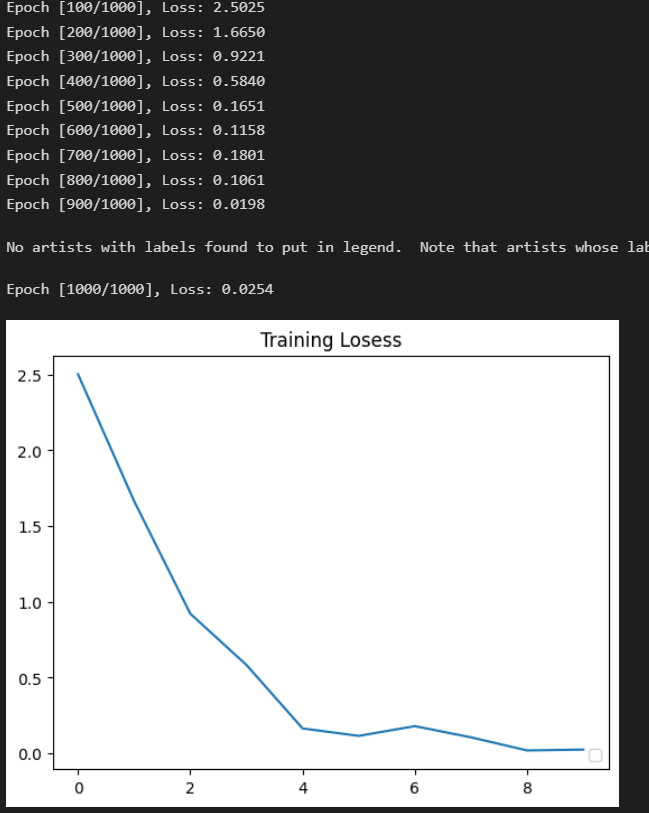 Epoch [100/1000], Loss: 2.5025
Epoch [200/1000], Loss: 1.6650
Epoch [300/1000], Loss: 0.9221
Epoch [400/1000], Loss: 0.5840
Epoch [500/1000], Loss: 0.1651
Epoch [600/1000], Loss: 0.1158
Epoch [700/1000], Loss: 0.1801
Epoch [800/1000], Loss: 0.1061
Epoch [900/1000], Loss: 0.0198
No artists with labels found to put in legend.  Note that artists whose
Epoch [1000/1000], Loss: 0.0254
Training Losess
2.5
2.0
1.5
1.0
0.5
0.0
0 2 4 6 8